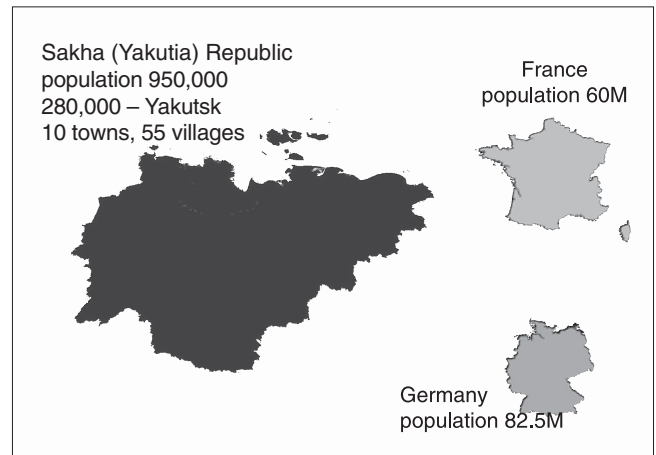 Sakha (Yakutia) Republic
population 950,000
280,000 – Yakutsk
10 towns, 55 villages
France
population 60M
Germany
population 82.5M